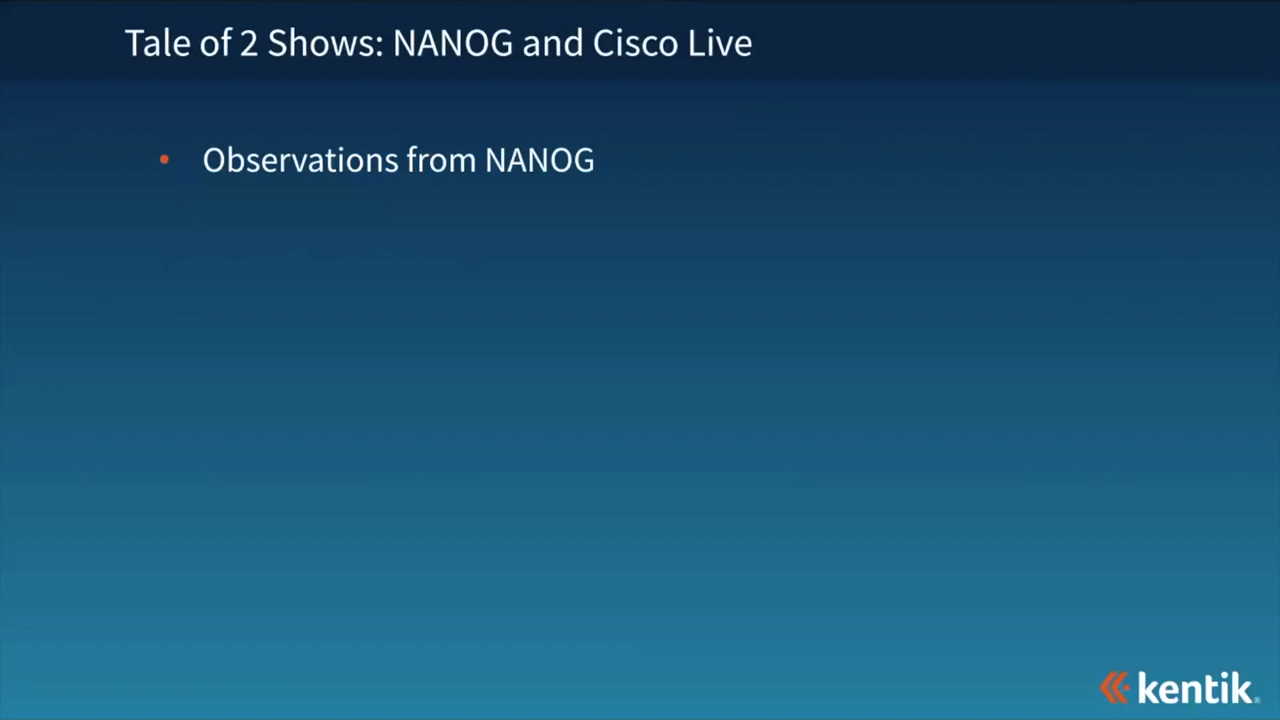 Tale of 2 Shows: NANOG and Cisco Live
• Observations from NANOG
kentik®